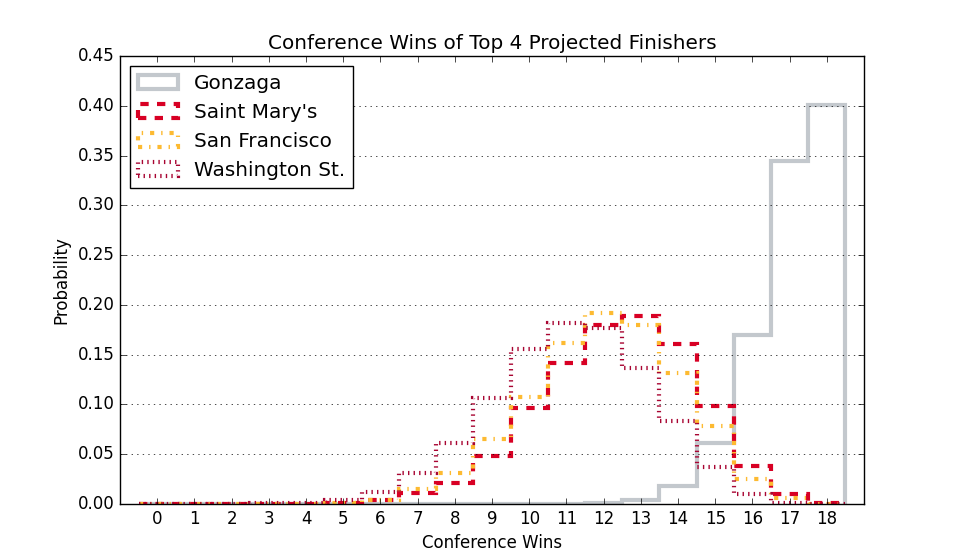 Conference Wins of Top 4 Projected Finishers
Gonzaga
Saint Mary's
San Francisco
Washington St.
0.45
0.40
0.35
0.30
0.25
0.20
0.15
0.10
0.05
0.00
Probability
0 1 2 3 4 5 6 7 8 9 10 11 12 13 14 15 16 17 18
Conference Wins